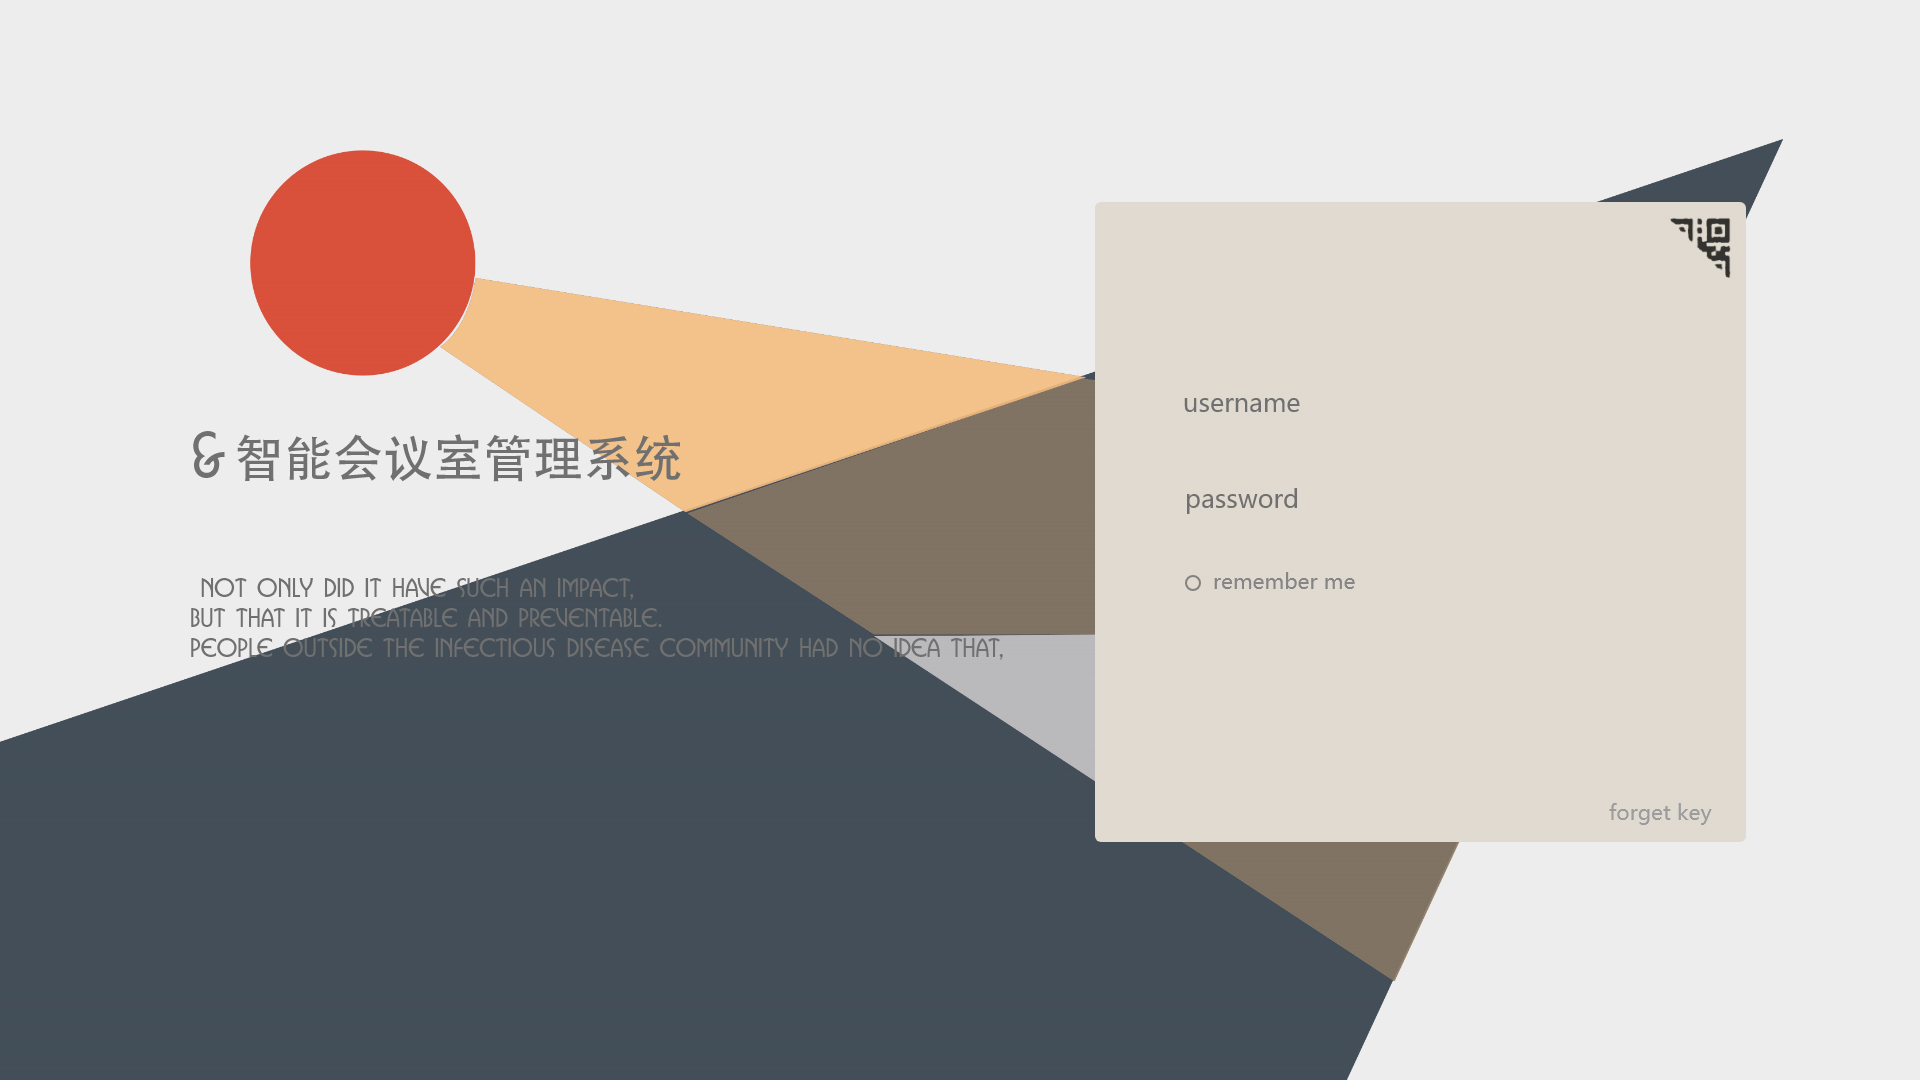 &智能会议室管理系统
NOT ONLY DID IT HAVE SUCH AN IMPACT,
BUT THAT IT IS TREATABLE AND PREVENTABLE.
PEOPLE OUTSIDE THE INFECTIOUS DISEASE COMMUNITY HAD NO IDEA THAT,
username
password
remember me
forget key